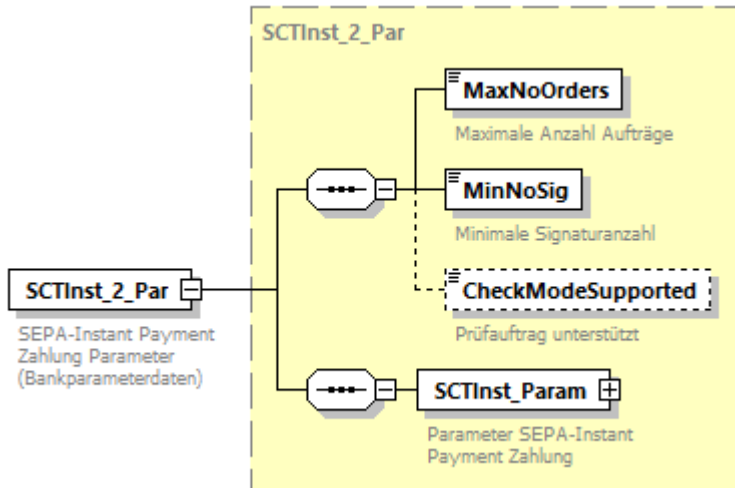 SCTInst_2_Par
MaxNoOrders
Maximale Anzahl Aufträge
MinNoSig
Minimale Signaturanzahl
SCTInst_2_Par
SEPA-Instant Payment
Zahlung Parameter
(Bankparameterdaten)
CheckModeSupported
Prüfauftrag unterstützt
SCTInst_Param
Parameter SEPA-Instant
Payment Zahlung